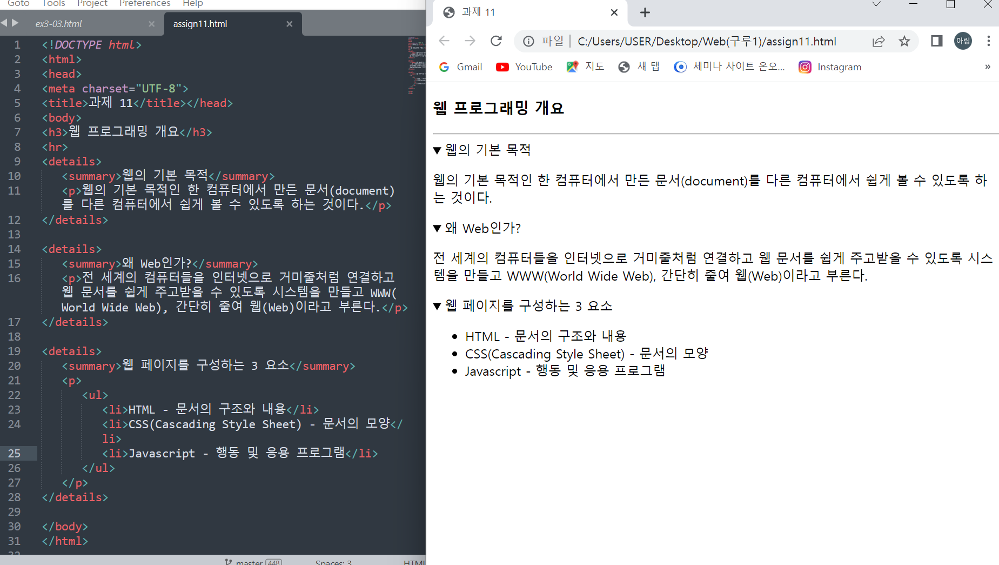 Goto Tools Project Preferences Help
ex3-03.html × assign11.html ×
1 <!DOCTYPE html>
2 <html>
3 <head>
4 <meta charset="UTF-8">
5 <title>과제 11</title></head>
6 <body>
7 <h3>웹 프로그래밍 개요</h3>
8 <hr>
9 <details>
10 <summary>웹의 기본 목적</summary>
11 <p>웹의 기본 목적인 한 컴퓨터에서 만든 문서(document)
를 다른 컴퓨터에서 쉽게 볼 수 있도록 하는 것이다.</p>
12 </details>
13
14 <details>
15 <summary>왜 Web인가?</summary>
16 <p>전 세계의 컴퓨터들을 인터넷으로 거미줄처럼 연결하고
웹 문서를 쉽게 주고받을 수 있도록 시스템을 만들고 WWW(
World Wide Web), 간단히 줄여 웹(Web)이라고 부른다.</p>
17 </details>
18
19 <details>
20 <summary>웹 페이지를 구성하는 3 요소</summary>
21 <p>
22 <ul>
23 <li>HTML - 문서의 구조와 내용</li>
24 <li>CSS(Cascading Style Sheet) - 문서의 모양</
li>
25 <li>Javascript - 행동 및 응용 프로그램</li>
26 </ul>
27 </p>
28 </details>
29
30 </body>
31 </html>
32
master 448 Spaces: 3 HTML
과제 11
파일 | C:/Users/USER/Desktop/Web(구루1)/assign11.html 아림
Gmail YouTube 지도 새 탭 세미나 사이트 온오... Instagram »
웹 프로그래밍 개요
▼ 웹의 기본 목적
웹의 기본 목적인 한 컴퓨터에서 만든 문서(document)를 다른 컴퓨터에서 쉽게 볼 수 있도록 하
는 것이다.
▼ 왜 Web인가?
전 세계의 컴퓨터들을 인터넷으로 거미줄처럼 연결하고 웹 문서를 쉽게 주고받을 수 있도록 시스
템을 만들고 WWW(World Wide Web), 간단히 줄여 웹(Web)이라고 부른다.
▼ 웹 페이지를 구성하는 3 요소
• HTML - 문서의 구조와 내용
• CSS(Cascading Style Sheet) - 문서의 모양
• Javascript - 행동 및 응용 프로그램